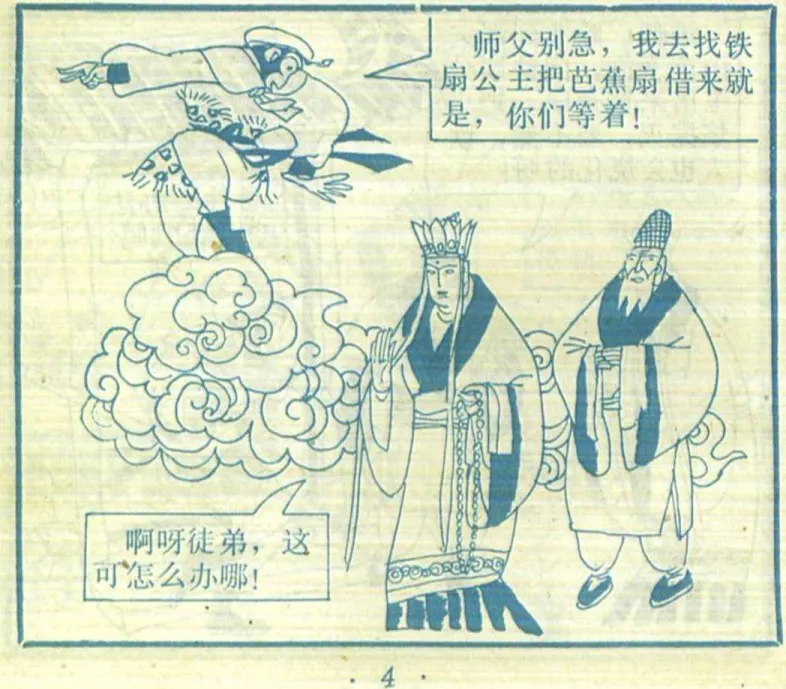 师父别急，我去找铁
扇公主把芭蕉扇借来就
是，你们等着！
啊呀徒弟，这
可怎么办哪！
· 4 ·